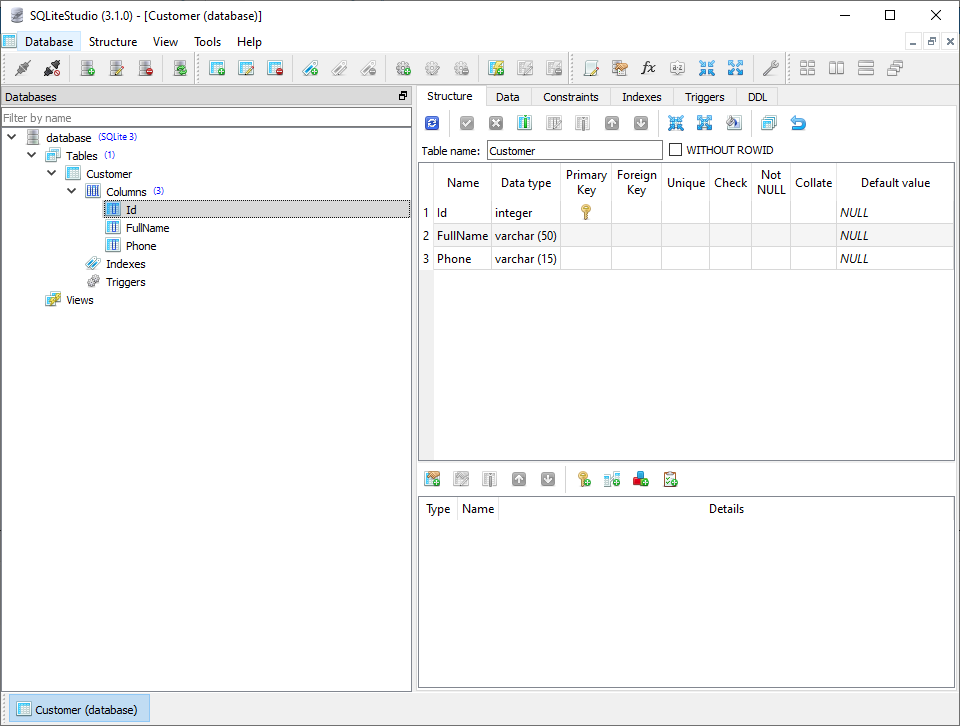 SQLiteStudio (3.1.0) - [Customer (database)]
Database Structure View Tools Help
fx a-z
Databases
Filter by name
database (SQLite 3)
Tables (1)
Customer
Columns (3)
Id
FullName
Phone
Indexes
Triggers
Views
Structure Data Constraints Indexes Triggers DDL
Table name: Customer WITHOUT ROWID
Name Data type Primary Key Foreign Key Unique Check Not NULL Collate Default value
1 Id integer NULL
2 FullName varchar (50) NULL
3 Phone varchar (15) NULL
Type Name Details
Customer (database)